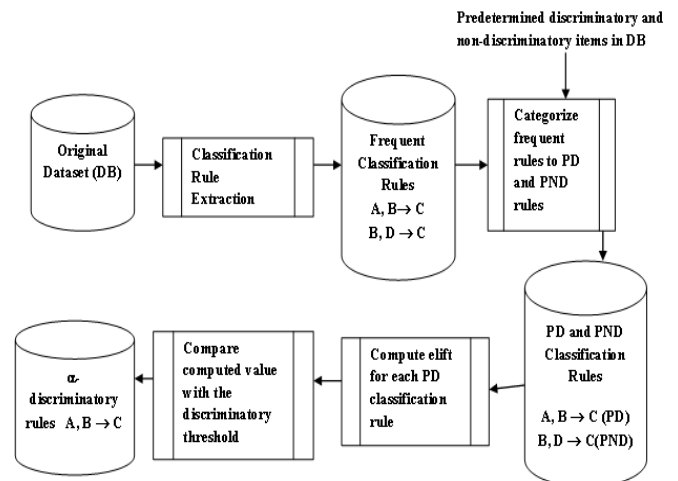 Predetermined discriminatory and
non-discriminatory items in DB
Original
Dataset (DB)
Classification
Rule
Extraction
Frequent
Classification
Rules
A, B → C
B, D → C
Categorize
frequent
rules to PD
and PND
rules
PD and PND
Classification
Rules
A, B → C (PD)
B, D → C(PND)
Compute elift
for each PD
classification
rule
Compare
computed value
with the
discriminatory
threshold
α-
discriminatory
rules A, B → C